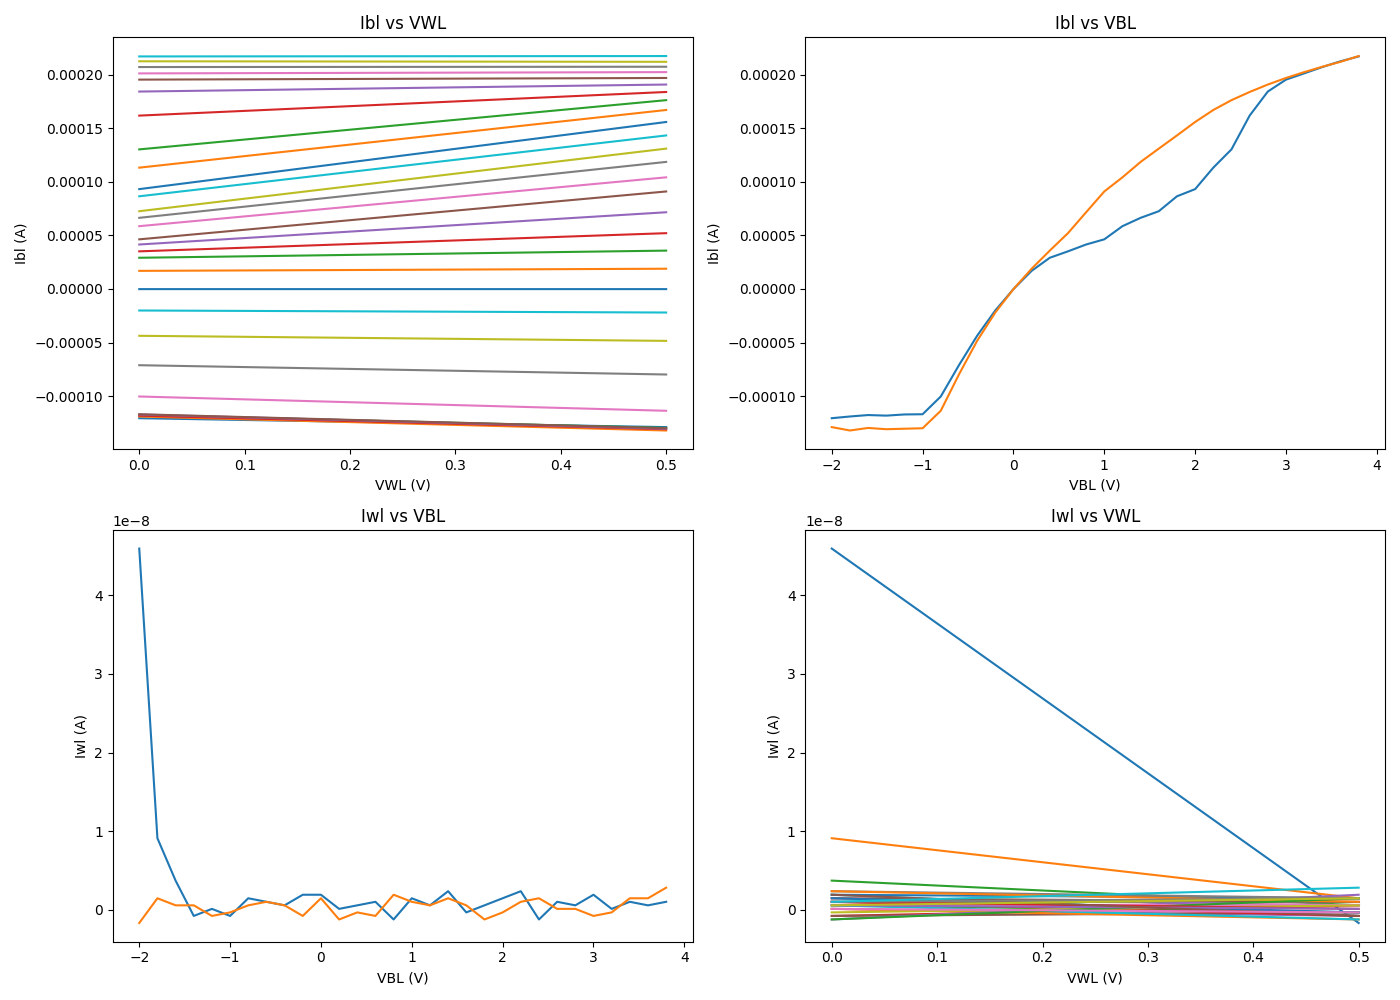 Ibl vs VWL
Ibl (A)
0.00020
0.00015
0.00010
0.00005
0.00000
−0.00005
−0.00010
0.0 0.1 0.2 0.3 0.4 0.5
VWL (V)
Ibl vs VBL
Ibl (A)
0.00020
0.00015
0.00010
0.00005
0.00000
−0.00005
−0.00010
−2 −1 0 1 2 3 4
VBL (V)
Iwl vs VBL
1e−8
Iwl (A)
4
3
2
1
0
−2 −1 0 1 2 3 4
VBL (V)
Iwl vs VWL
1e−8
Iwl (A)
4
3
2
1
0
0.0 0.1 0.2 0.3 0.4 0.5
VWL (V)